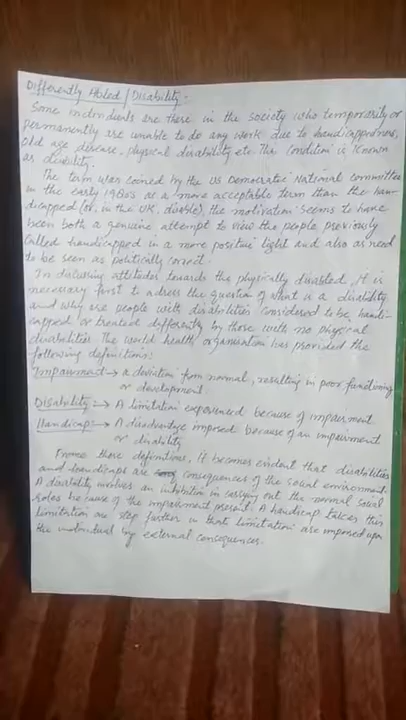 Differently Abled / Disability :-
Some individuals are there in the society who temporarily or
permanently are unable to do any work due to handicappedness,
old age disease, physical disability etc. The condition is known
as disability.
The term was coined by the US Democratic National committee
in the early 1980s as a more acceptable term than the han-
dicapped (or, in the UK, disable), the motivation seems to have
been both a genuine attempt to view the people previously
called handicapped in a more positive light and also as need
to be seen as politically correct.
In discussing attitudes towards the physically disabled, it is
necessary first to adress the question of what is a disability
and why are people with disabilities considered to be handi-
capped or treated differently by those with no physical
disabilities. The world health organisation has provided the
following definitions:
Impairment → a deviation from normal, resulting in poor functioning
or development.
Disability :→ A limitation experienced because of impairment.
Handicap :→ A disadvantage imposed because of an impairment
or disability
From these definitions, it becomes evident that disabilities
and handicaps are consequences of the social environment.
A disability involves an inhibition in carrying out the normal social
roles because of the impairment present. A handicap takes this
limitation one step further in that limitation are imposed upon
the individual by external consequences.